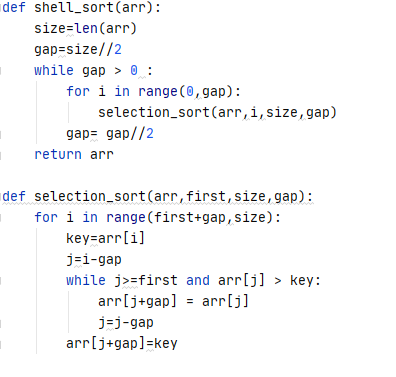 def shell_sort(arr):
    size=len(arr)
    gap=size//2
    while gap > 0 :
        for i in range(0,gap):
            selection_sort(arr,i,size,gap)
        gap= gap//2
    return arr

def selection_sort(arr,first,size,gap):
    for i in range(first+gap,size):
        key=arr[i]
        j=i-gap
        while j>=first and arr[j] > key:
            arr[j+gap] = arr[j]
            j=j-gap
        arr[j+gap]=key